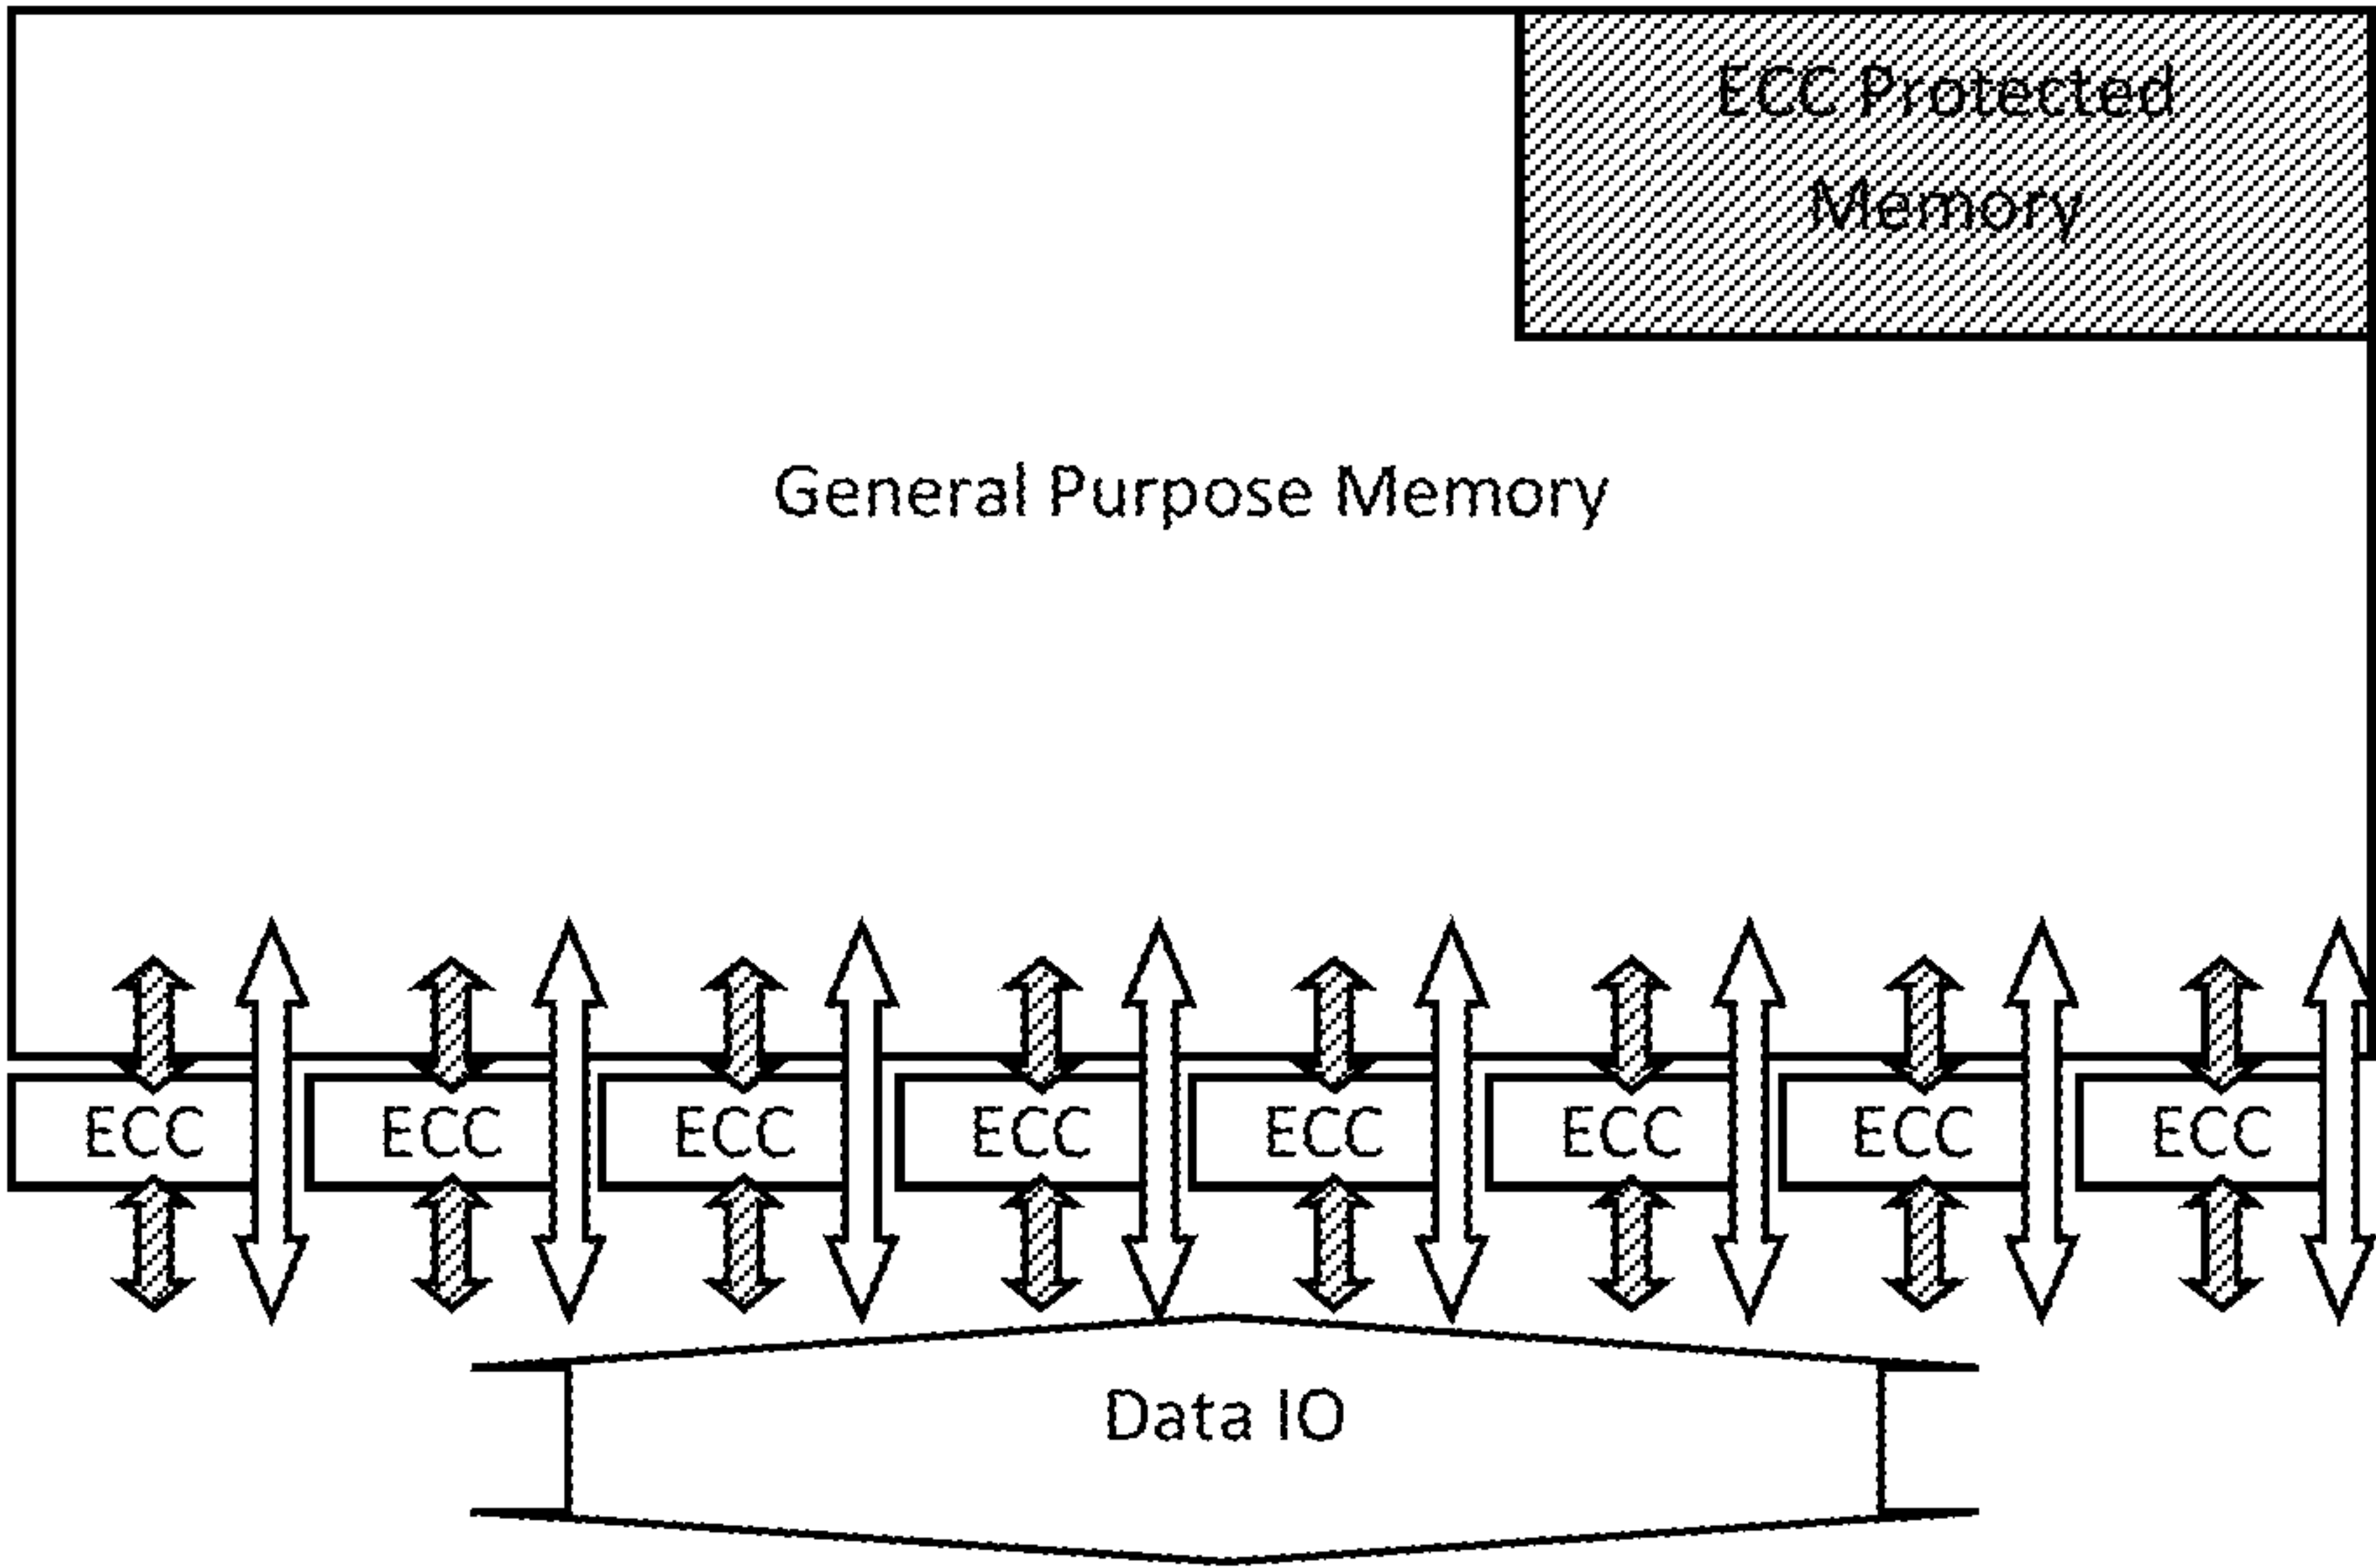 ECC Protected
Memory
General Purpose Memory
ECC ECC ECC ECC ECC ECC ECC ECC
Data IO